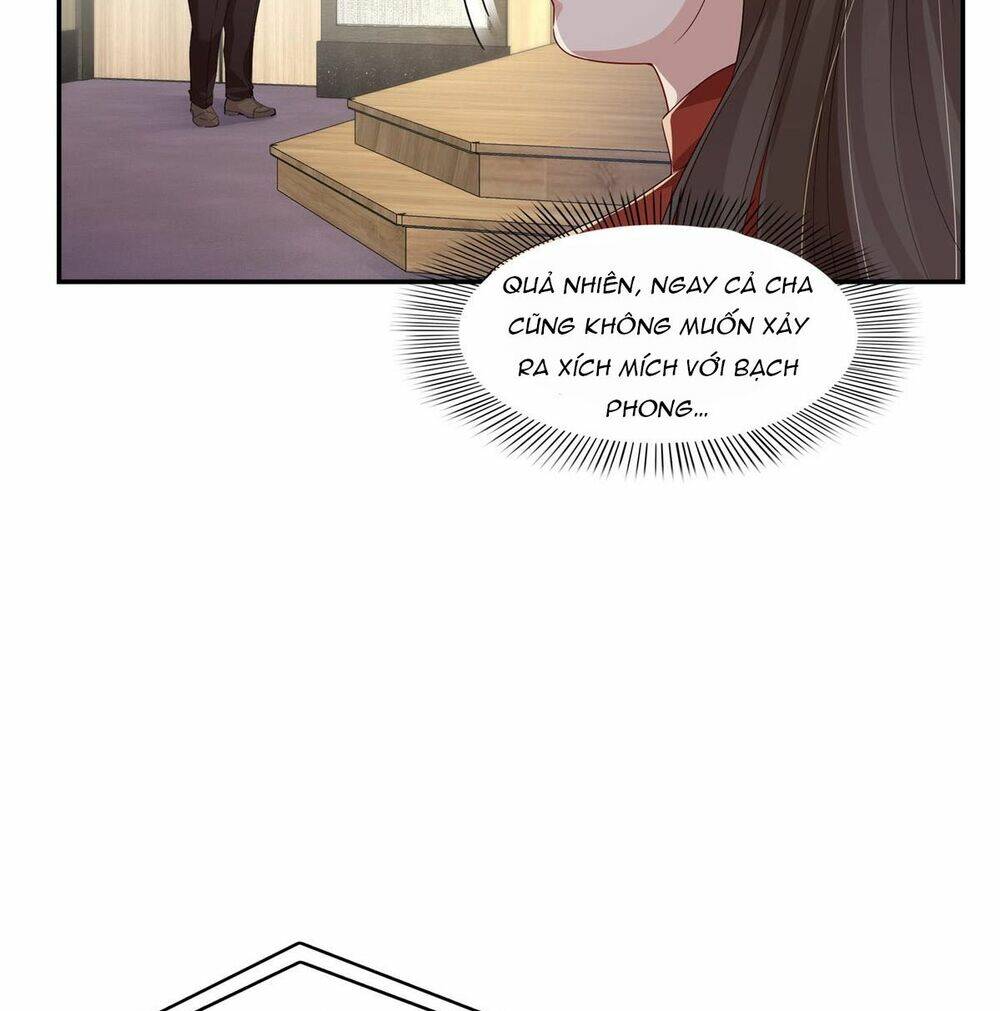 QUẢ NHIÊN, NGAY CẢ CHA
CŨNG KHÔNG MUỐN XẢY
RA XÍCH MÍCH VỚI BẠCH
PHONG...